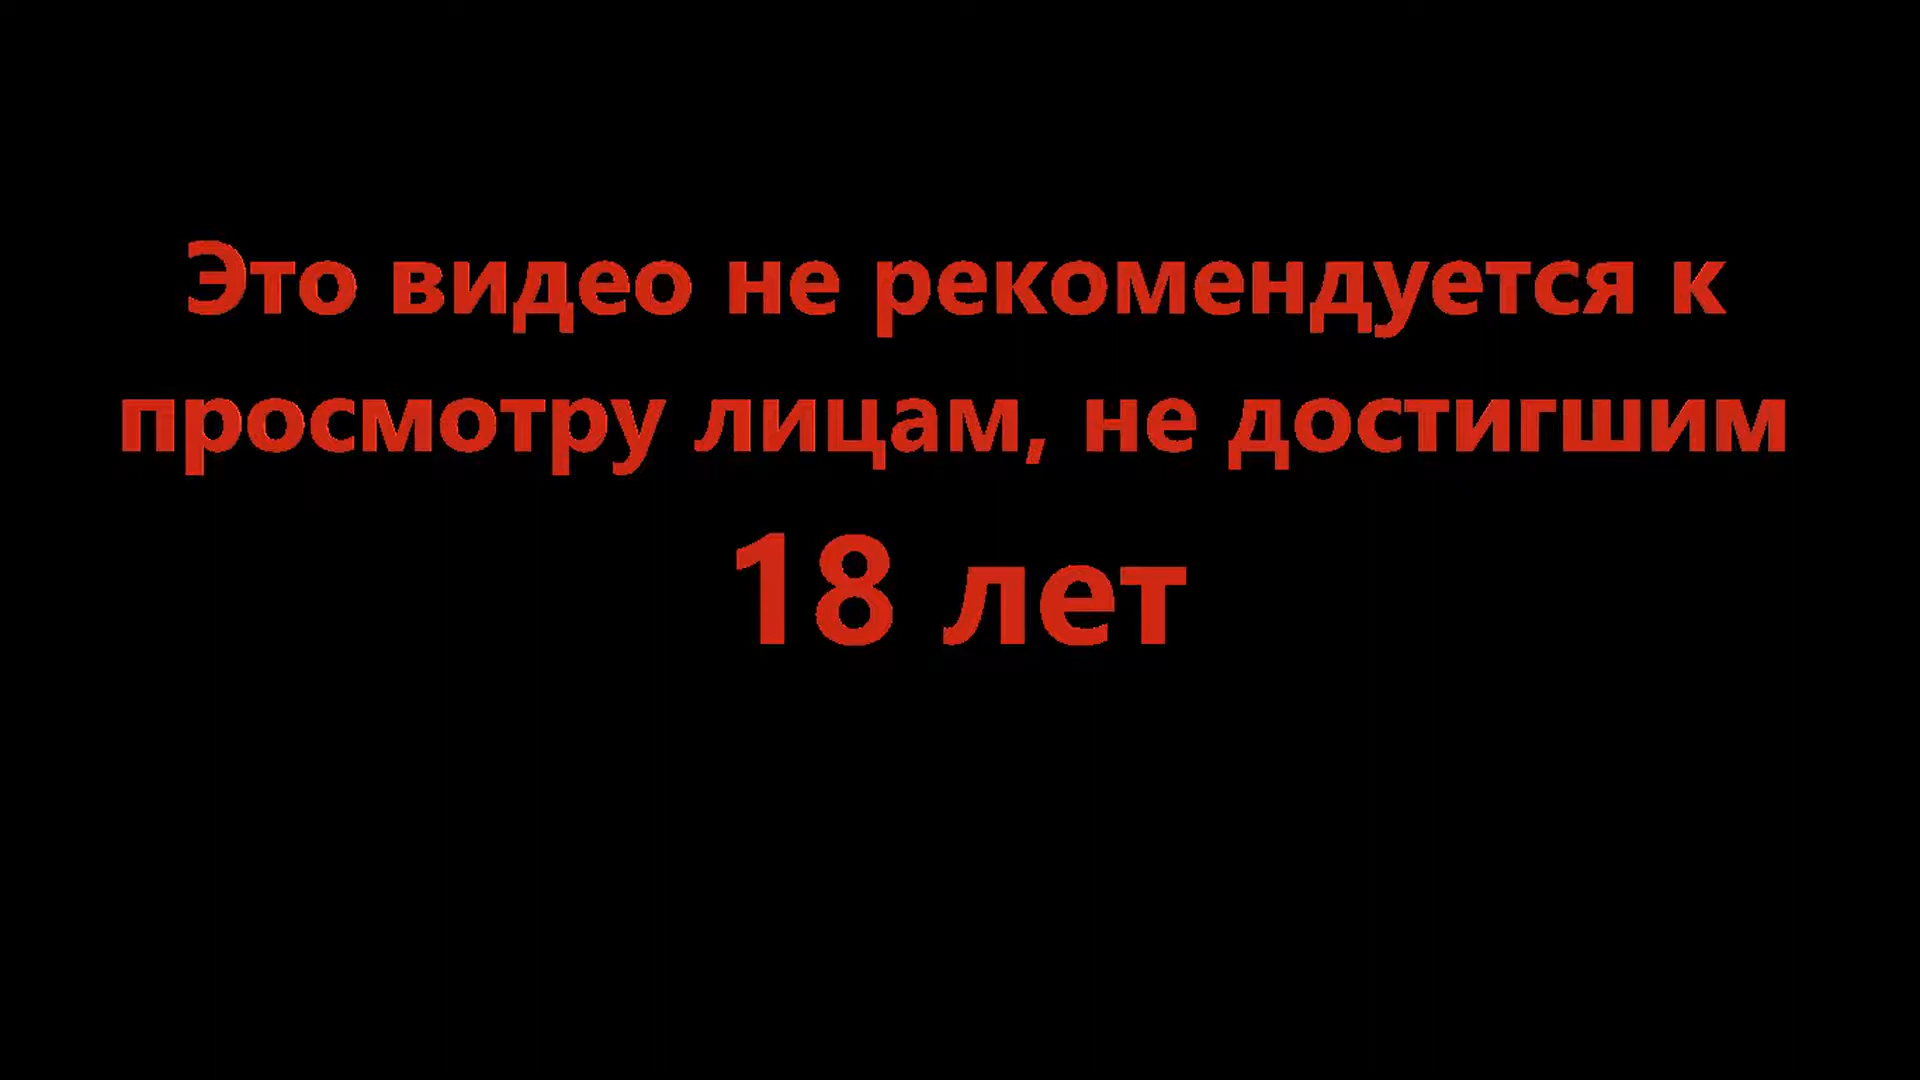 Это видео не рекомендуется к
просмотру лицам, не достигшим
18 лет